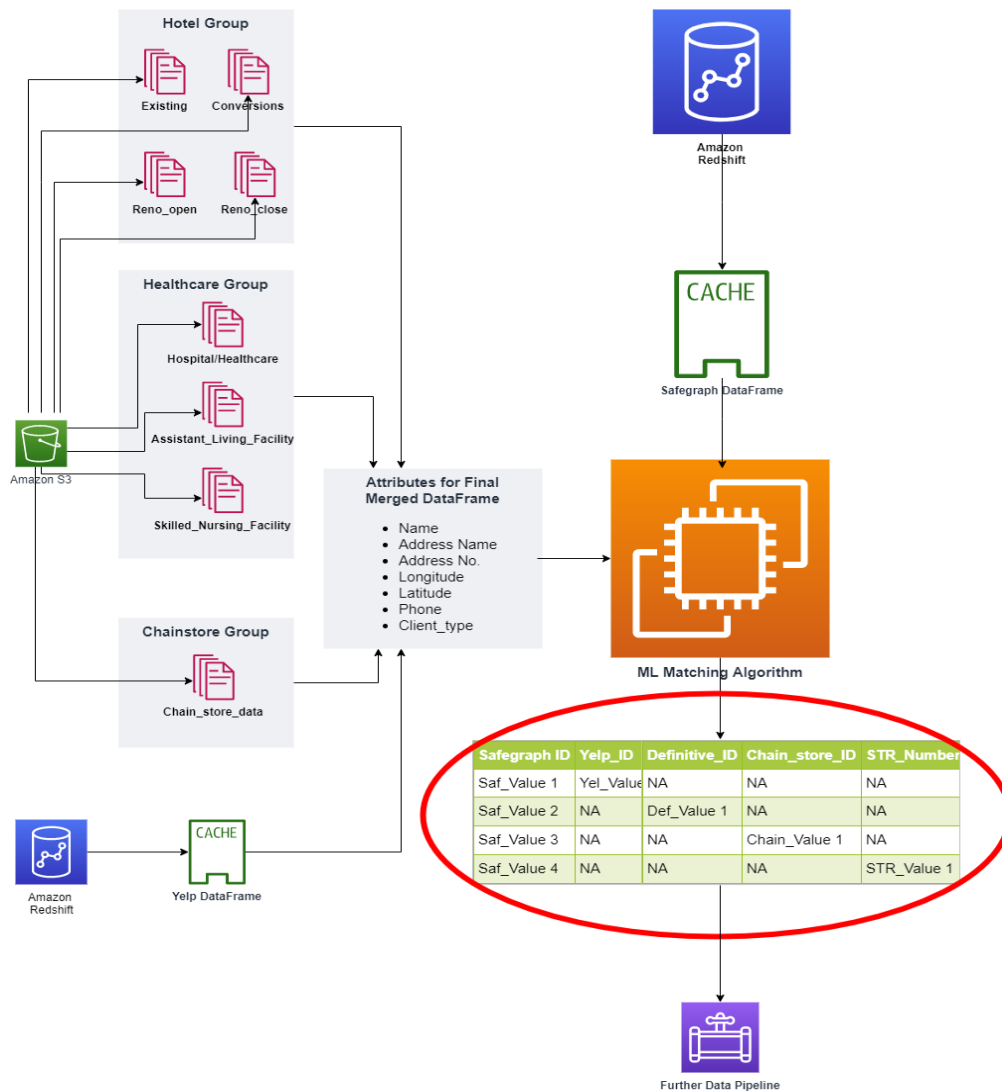 Hotel Group
Existing
Conversions
Reno_open
Reno_close
Healthcare Group
Hospital/Healthcare
Assistant_Living_Facility
Skilled_Nursing_Facility
Amazon S3
Chainstore Group
Chain_store_data
Amazon
Redshift
CACHE
Yelp DataFrame
Attributes for Final
Merged DataFrame
• Name
• Address Name
• Address No.
• Longitude
• Latitude
• Phone
• Client_type
Amazon
Redshift
CACHE
Safegraph DataFrame
ML Matching Algorithm
Safegraph ID Yelp_ID Definitive_ID Chain_store_ID STR_Number
Saf_Value 1 Yel_Value NA NA NA
Saf_Value 2 NA Def_Value 1 NA NA
Saf_Value 3 NA NA Chain_Value 1 NA
Saf_Value 4 NA NA NA STR_Value 1
Further Data Pipeline